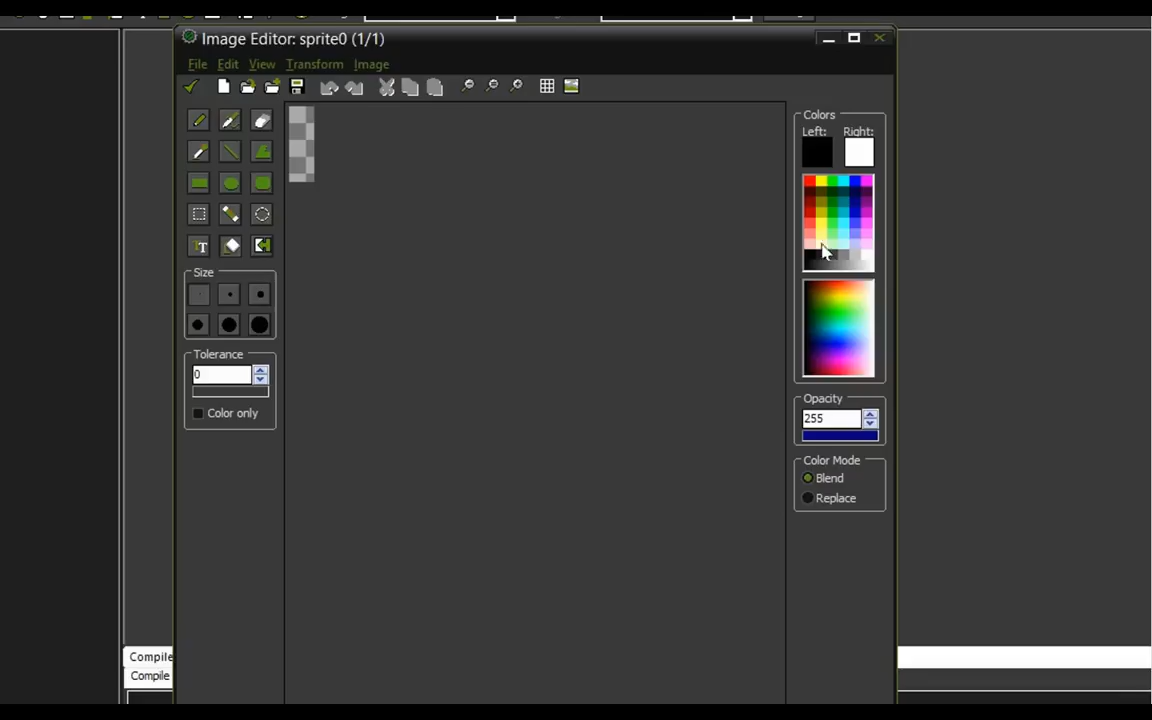 Image Editor: sprite0 (1/1)
File Edit View Transform Image
Colors
Left: Right:
T
Size
Tolerance
0
Color only
Opacity
255
Color Mode
Blend
Replace
Compile
Compile